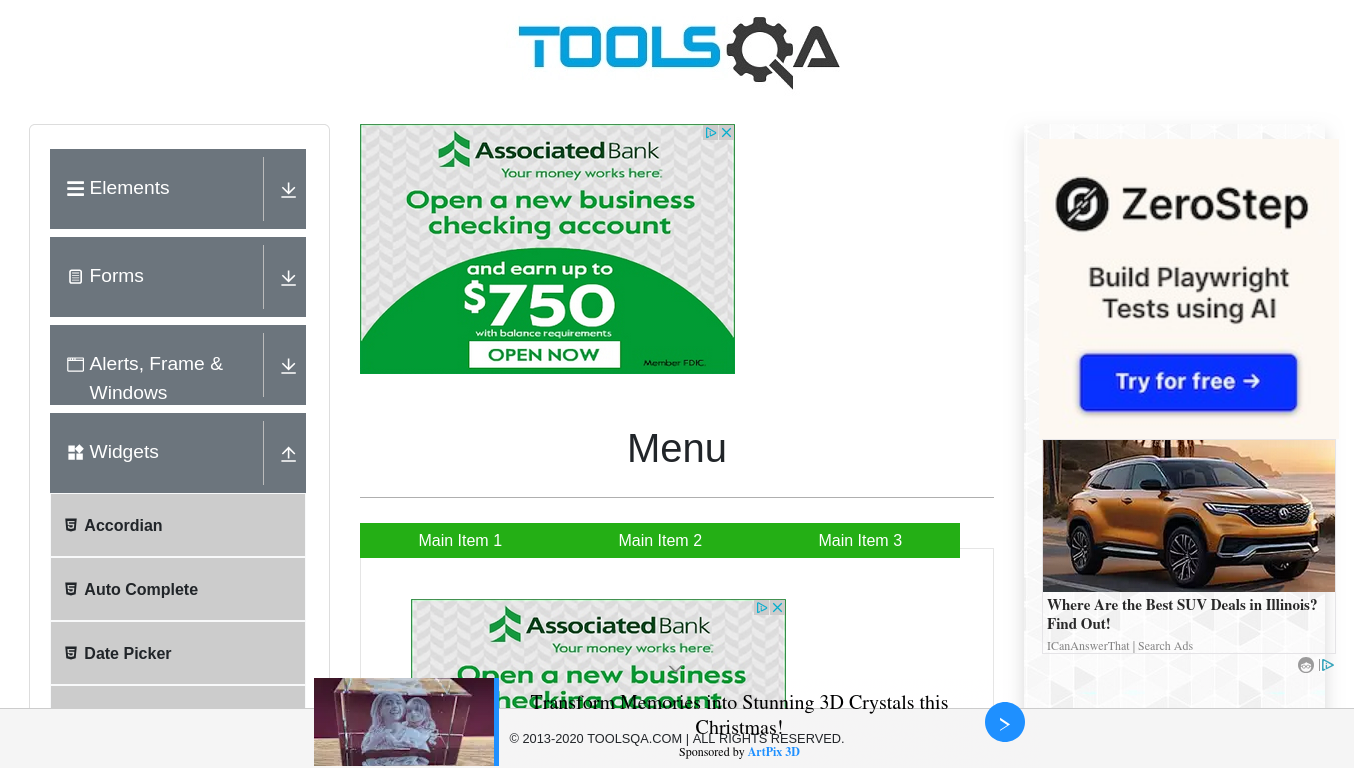 TOOLSQA
Elements
Forms
Alerts, Frame &
Windows
Widgets
Accordian
Auto Complete
Date Picker
Associated Bank
Your money works here.
Open a new business
checking account
and earn up to
$750
with balance requirements
OPEN NOW
Member FDIC.
Menu
Main Item 1
Main Item 2
Main Item 3
Associated Bank
Your money works here.
Open a new business
checking account
ZeroStep
Build Playwright
Tests using AI
Try for free →
Where Are the Best SUV Deals in Illinois?
Find Out!
ICanAnswerThat | Search Ads
Transform Memories into Stunning 3D Crystals this
Christmas!
© 2013-2020 TOOLSQA.COM | ALL RIGHTS RESERVED.
Sponsored by ArtPix 3D